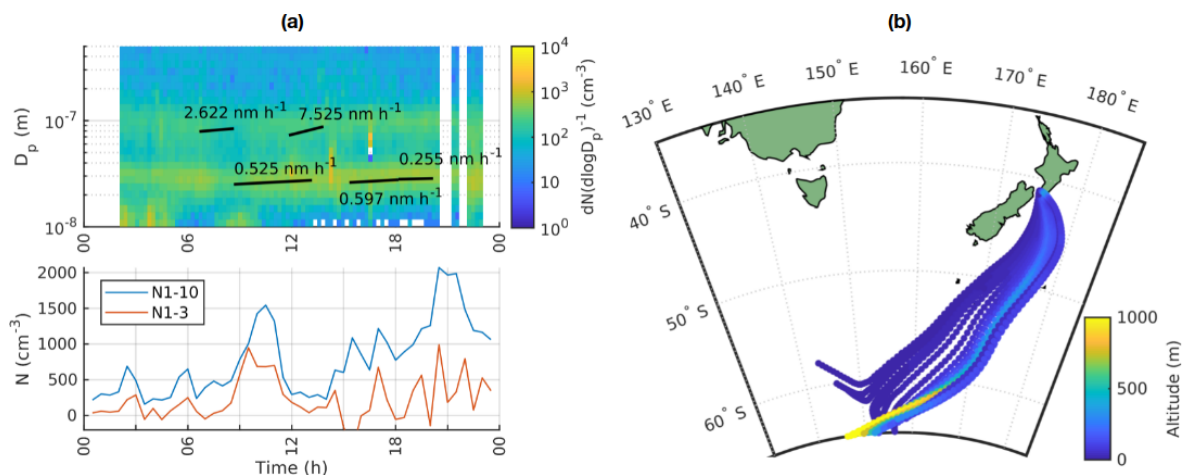 (a)
(b)
D_p (m)
10^-7
10^-8
2.622 nm h^-1
7.525 nm h^-1
0.525 nm h^-1
0.255 nm h^-1
0.597 nm h^-1
00
06
12
18
00
10^4
10^3
10^2
10
10^0
dN(dlogD_p)^-1 (cm^-3)
N (cm^-3)
2000
1500
1000
500
0
N1-10
N1-3
00
06
12
18
00
Time (h)
130° E
140° E
150° E
160° E
170° E
180° E
40° S
50° S
60° S
1000
500
0
Altitude (m)